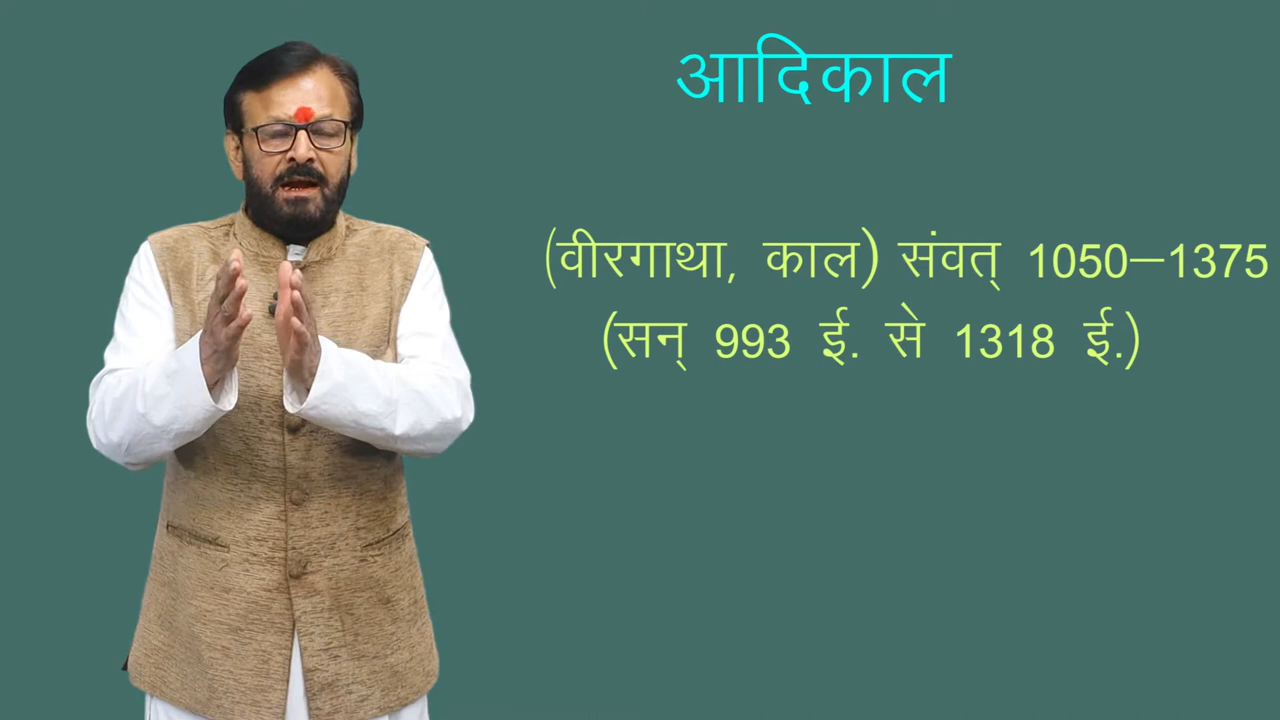 आदिकाल
(वीरगाथा, काल) संवत् 1050–1375
(सन् 993 ई. से 1318 ई.)